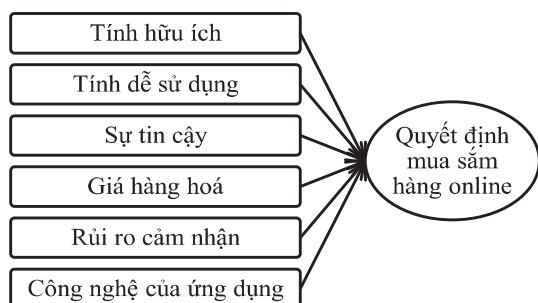 Tính hữu ích
Tính dễ sử dụng
Sự tin cậy
Giá hàng hoá
Rủi ro cảm nhận
Công nghệ của ứng dụng
Quyết định
mua sắm
hàng online